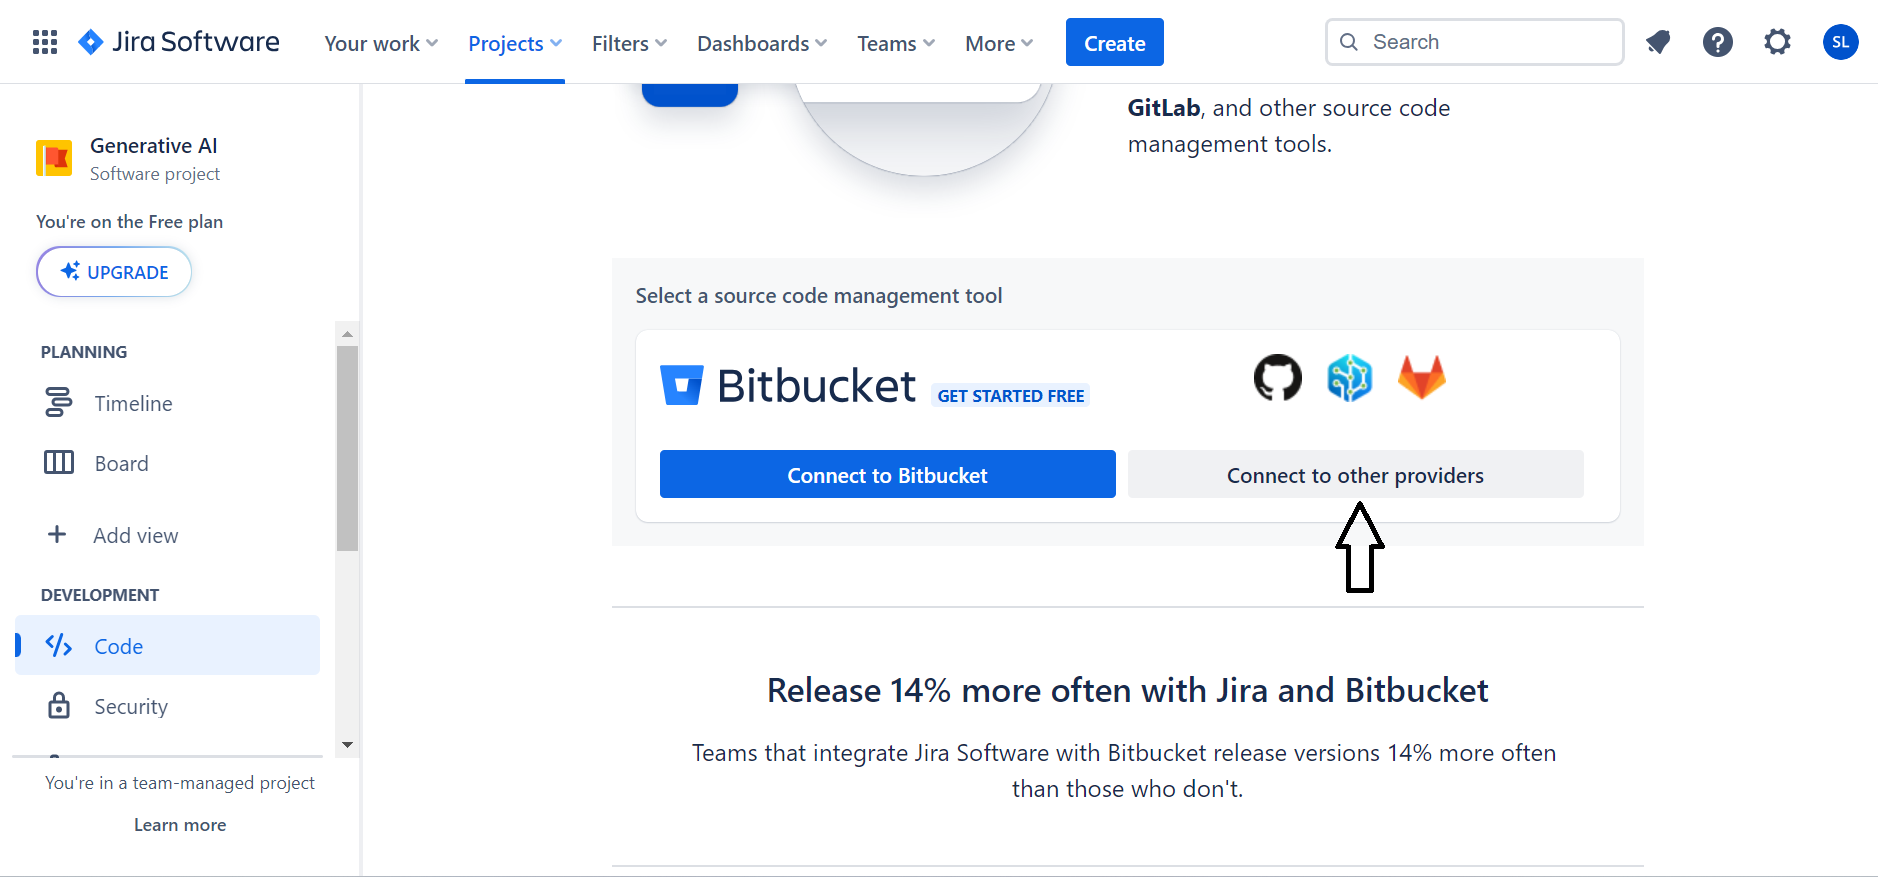 Jira Software
Your work
Projects
Filters
Dashboards
Teams
More
Create
Search
SL
Generative AI
Software project
You're on the Free plan
UPGRADE
PLANNING
Timeline
Board
Add view
DEVELOPMENT
Code
Security
You're in a team-managed project
Learn more
GitLab, and other source code
management tools.
Select a source code management tool
Bitbucket GET STARTED FREE
Connect to Bitbucket
Connect to other providers
Release 14% more often with Jira and Bitbucket
Teams that integrate Jira Software with Bitbucket release versions 14% more often
than those who don't.